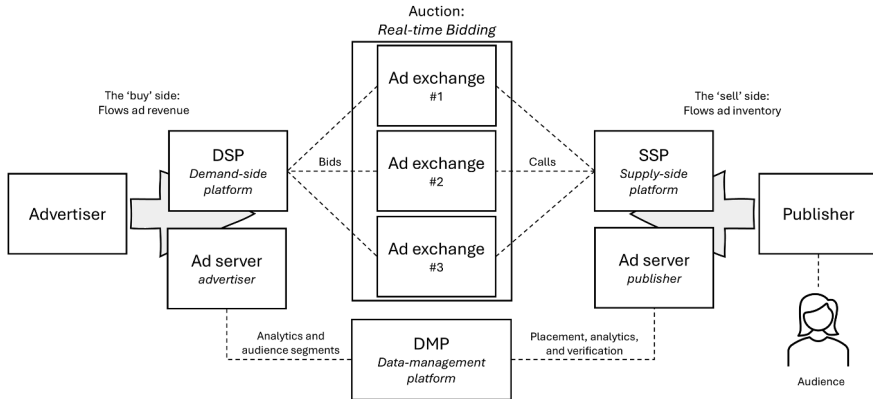 Auction:
Real-time Bidding
Ad exchange
#1
The 'buy' side:
Flows ad revenue
The 'sell' side:
Flows ad inventory
DSP
Demand-side
platform
Bids
Ad exchange
#2
Calls
SSP
Supply-side
platform
Advertiser
Publisher
Ad server
advertiser
Ad exchange
#3
Ad server
publisher
Analytics and
audience segments
DMP
Data-management
platform
Placement, analytics,
and verification
Audience